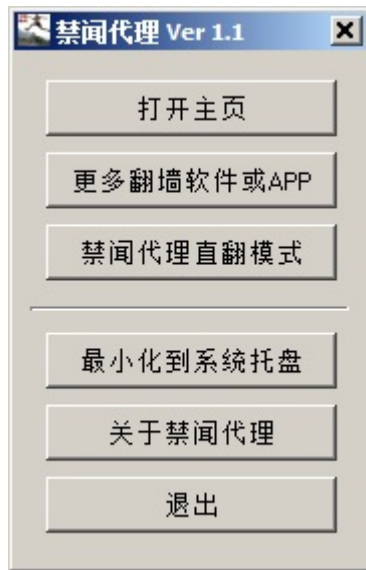 禁闻代理 Ver 1.1
打开主页
更多翻墙软件或APP
禁闻代理直翻模式
最小化到系统托盘
关于禁闻代理
退出